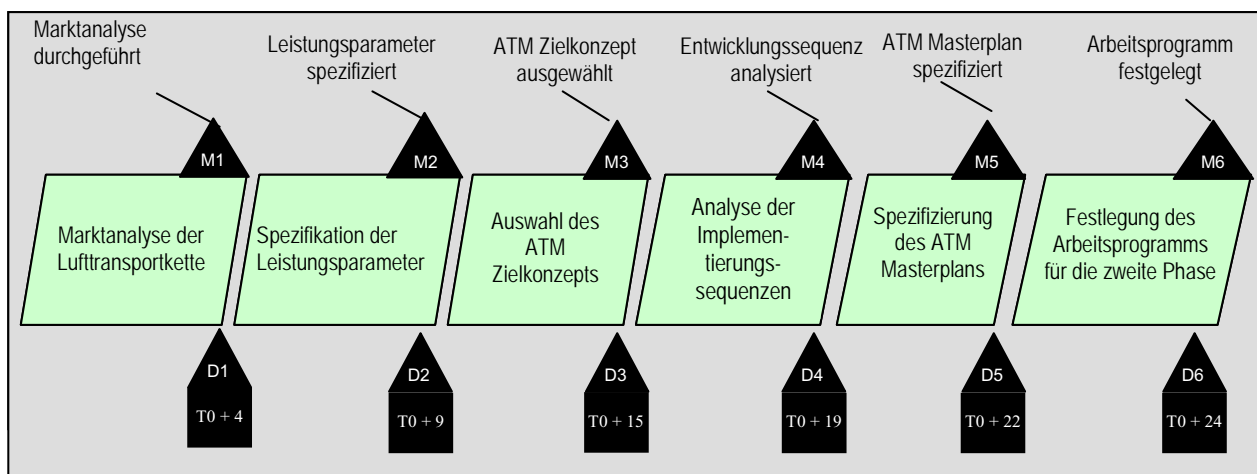 Marktanalyse
durchgeführt
Leistungsparameter
spezifiziert
ATM Zielkonzept
ausgewählt
Entwicklungssequenz
analysiert
ATM Masterplan
spezifiziert
Arbeitsprogramm
festgelegt
M1
M2
M3
M4
M5
M6
Marktanalyse der
Lufttransportkette
Spezifikation der
Leistungsparameter
Auswahl des
ATM
Zielkonzepts
Analyse der
Implemen-
tierungs-
sequenzen
Spezifizierung
des ATM
Masterplans
Festlegung des
Arbeitsprogramms
für die zweite Phase
D1
T0 + 4
D2
T0 + 9
D3
T0 + 15
D4
T0 + 19
D5
T0 + 22
D6
T0 + 24